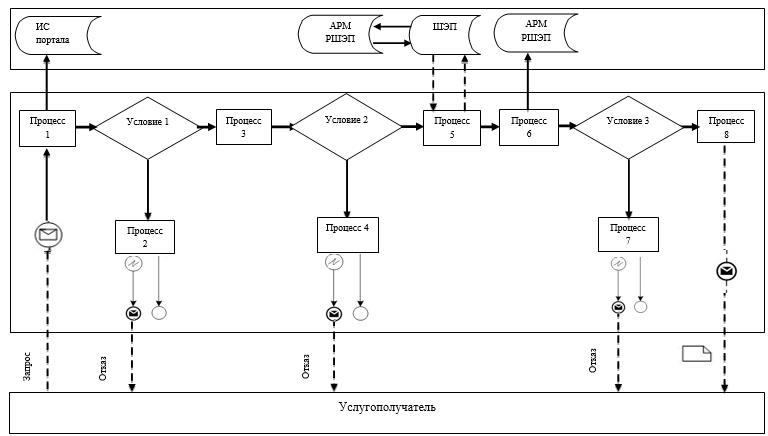 ИС
портала
АРМ
РШЭП
ШЭП
АРМ
РШЭП
Процесс
1
Условие 1
Процесс
3
Условие 2
Процесс
5
Процесс
6
Условие 3
Процесс
8
Процесс
2
Процесс 4
Процесс
7
Запрос
Отказ
Отказ
Отказ
Услугополучатель